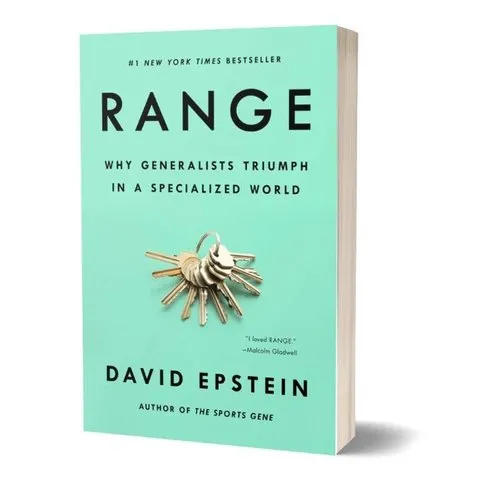 #1 NEW YORK TIMES BESTSELLER
RANGE
WHY GENERALISTS TRIUMPH
IN A SPECIALIZED WORLD
"I loved RANGE."
—Malcolm Gladwell
DAVID EPSTEIN
AUTHOR OF THE SPORTS GENE